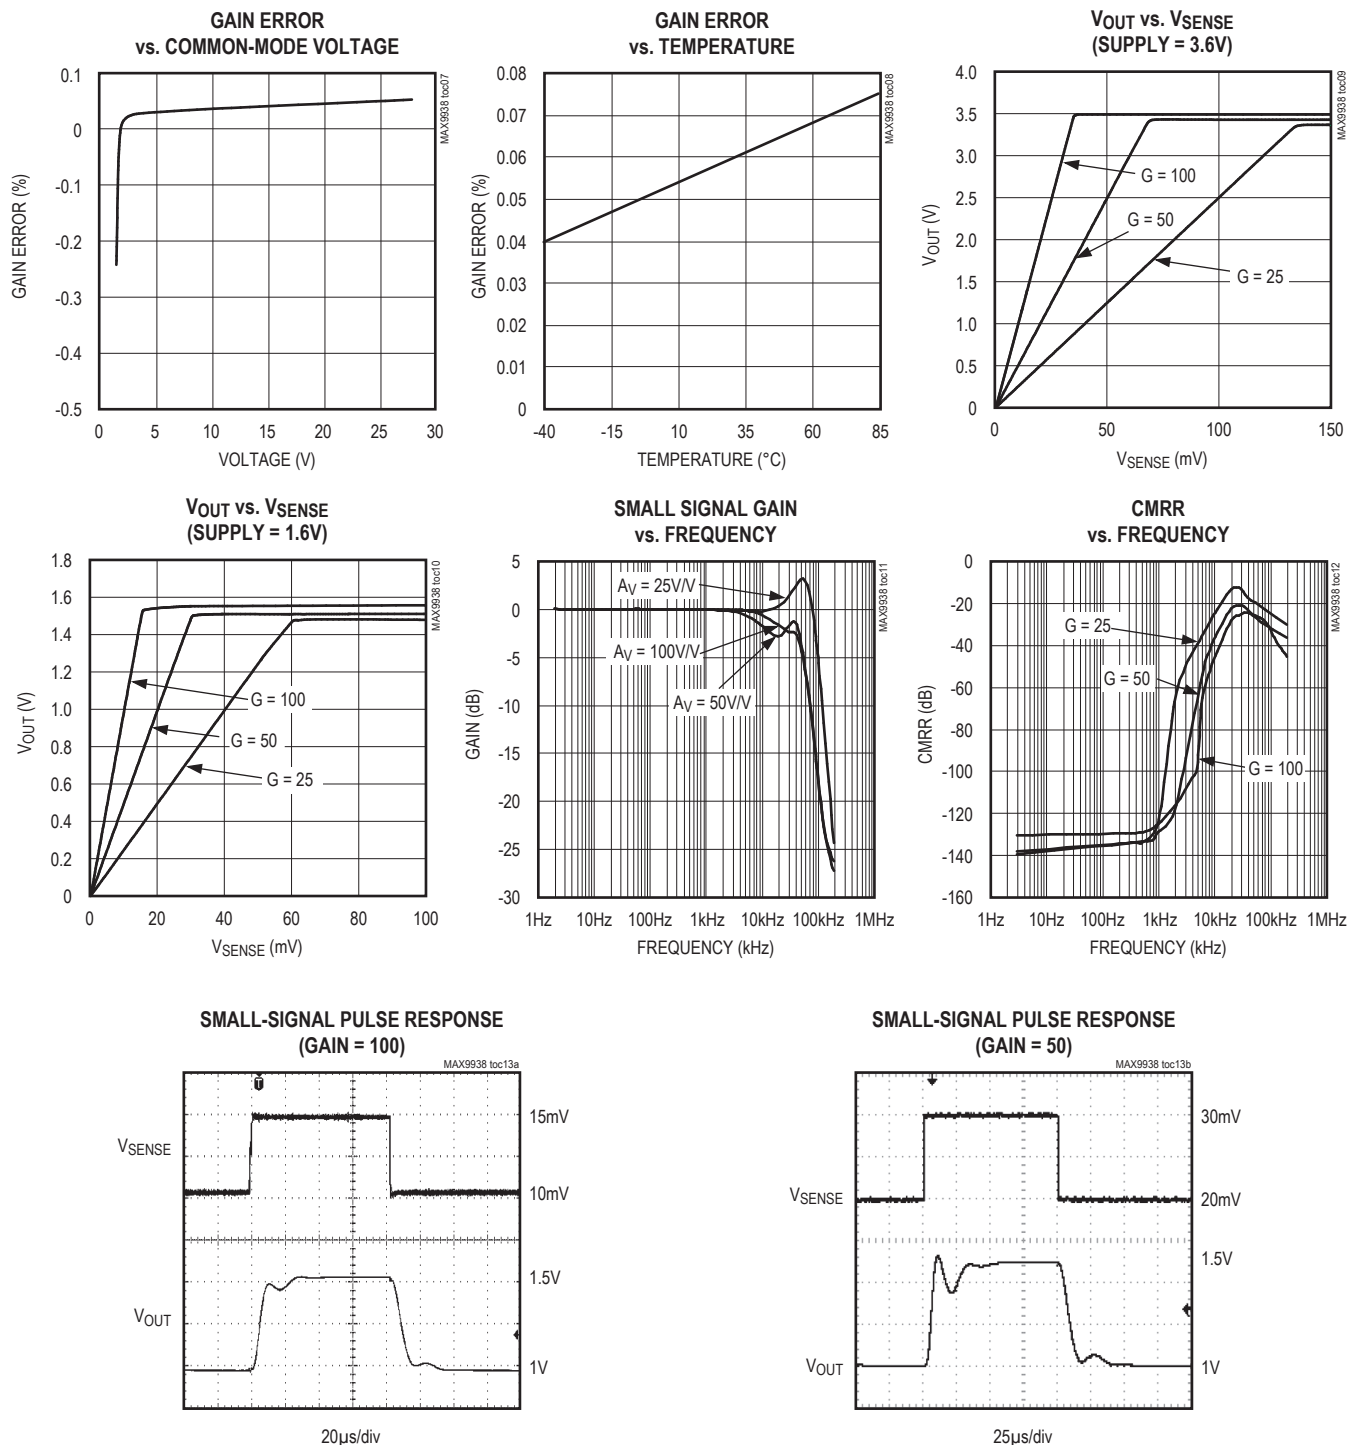 GAIN ERROR
vs. COMMON-MODE VOLTAGE
MAX9938 toc07
0.1
0
-0.1
-0.2
-0.3
-0.4
-0.5
GAIN ERROR (%)
0 5 10 15 20 25 30
VOLTAGE (V)
GAIN ERROR
vs. TEMPERATURE
MAX9938 toc08
0.08
0.07
0.06
0.05
0.04
0.03
0.02
0.01
0
GAIN ERROR (%)
-40 -15 10 35 60 85
TEMPERATURE (°C)
VOUT vs. VSENSE
(SUPPLY = 3.6V)
MAX9938 toc09
4.0
3.5
3.0
2.5
2.0
1.5
1.0
0.5
0
VOUT (V)
G = 100
G = 50
G = 25
0 50 100 150
VSENSE (mV)
VOUT vs. VSENSE
(SUPPLY = 1.6V)
MAX9938 toc10
1.8
1.6
1.4
1.2
1.0
0.8
0.6
0.4
0.2
0
VOUT (V)
G = 100
G = 50
G = 25
0 20 40 60 80 100
VSENSE (mV)
SMALL SIGNAL GAIN
vs. FREQUENCY
MAX9938 toc11
5
0
-5
-10
-15
-20
-25
-30
GAIN (dB)
AV = 25V/V
AV = 100V/V
AV = 50V/V
1Hz 10Hz 100Hz 1kHz 10kHz 100kHz 1MHz
FREQUENCY (kHz)
CMRR
vs. FREQUENCY
MAX9938 toc12
0
-20
-40
-60
-80
-100
-120
-140
-160
CMRR (dB)
G = 25
G = 50
G = 100
1Hz 10Hz 100Hz 1kHz 10kHz 100kHz 1MHz
FREQUENCY (kHz)
SMALL-SIGNAL PULSE RESPONSE
(GAIN = 100)
MAX9938 toc13a
T
15mV
VSENSE
10mV
1.5V
VOUT
1V
20µs/div
SMALL-SIGNAL PULSE RESPONSE
(GAIN = 50)
MAX9938 toc13b
30mV
VSENSE
20mV
1.5V
VOUT
1V
25µs/div